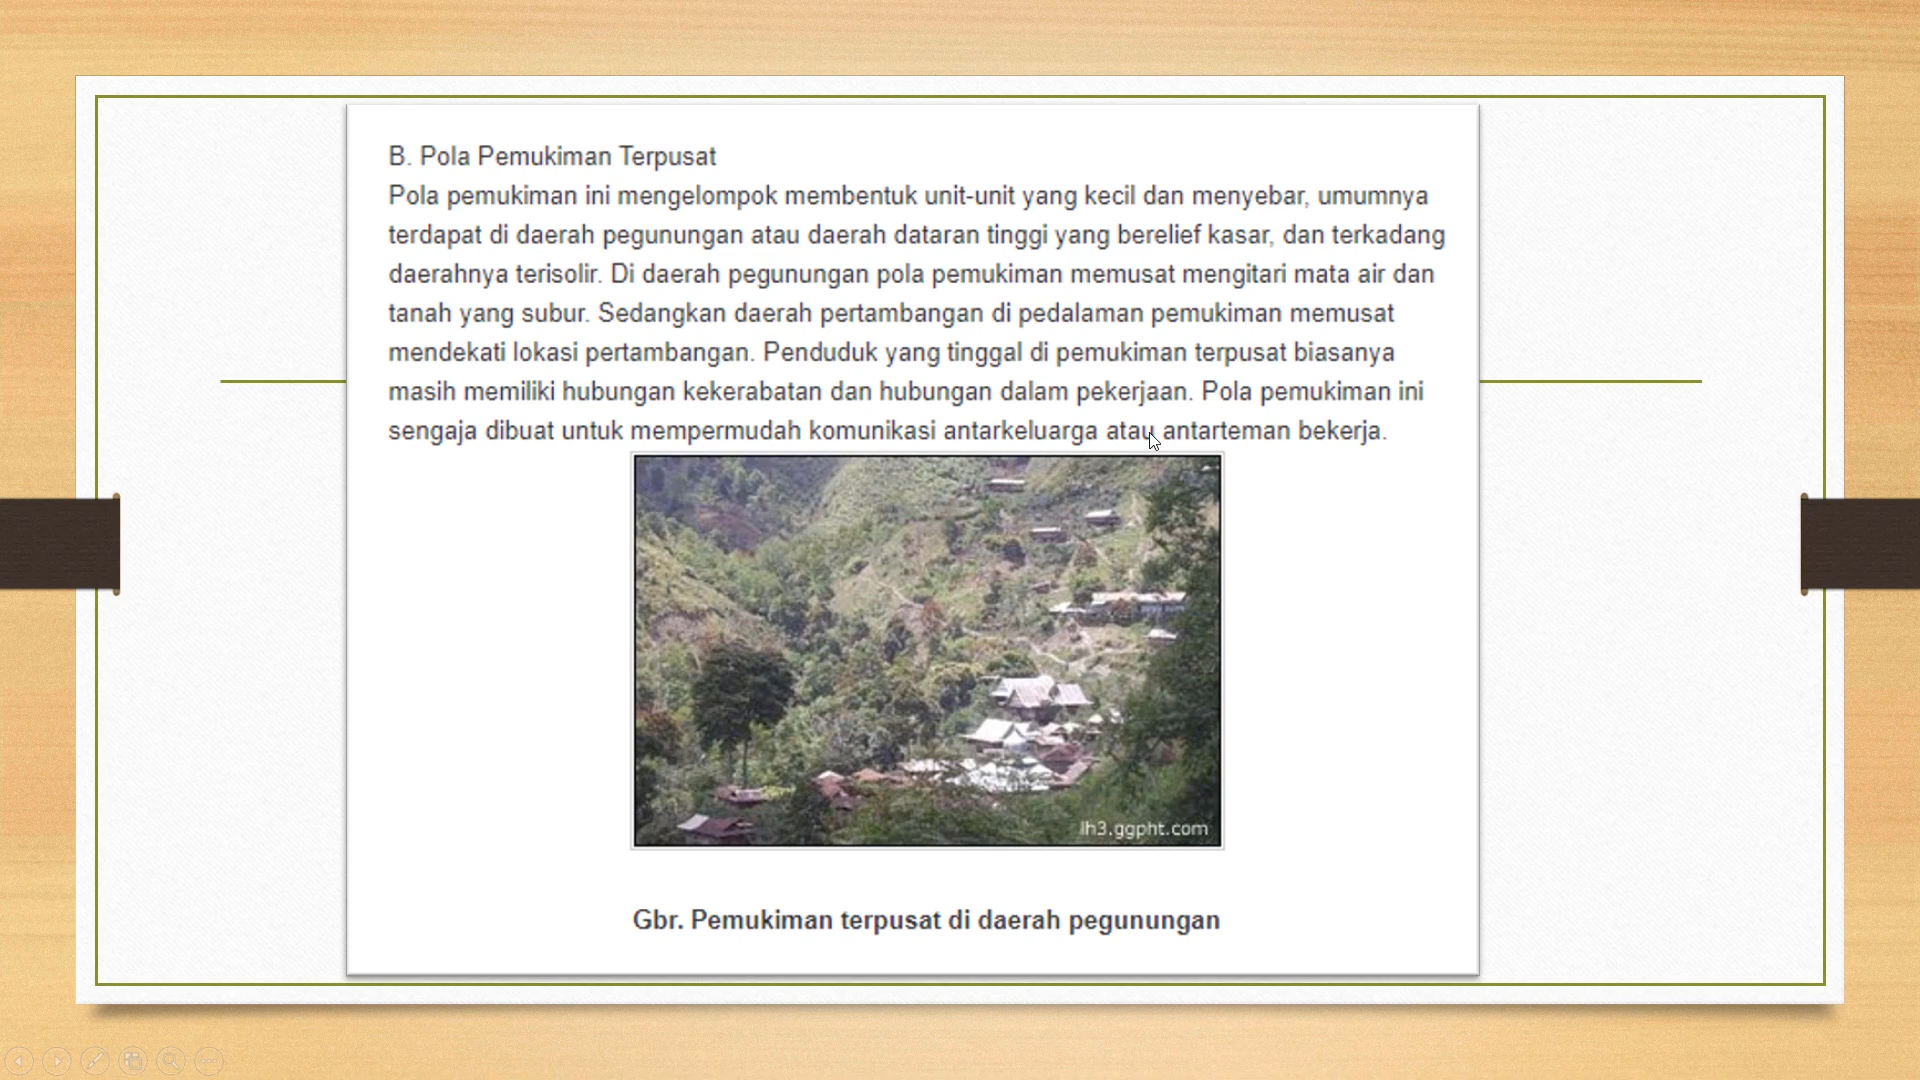 B. Pola Pemukiman Terpusat
Pola pemukiman ini mengelompok membentuk unit-unit yang kecil dan menyebar, umumnya
terdapat di daerah pegunungan atau daerah dataran tinggi yang berelief kasar, dan terkadang
daerahnya terisolir. Di daerah pegunungan pola pemukiman memusat mengitari mata air dan
tanah yang subur. Sedangkan daerah pertambangan di pedalaman pemukiman memusat
mendekati lokasi pertambangan. Penduduk yang tinggal di pemukiman terpusat biasanya
masih memiliki hubungan kekerabatan dan hubungan dalam pekerjaan. Pola pemukiman ini
sengaja dibuat untuk mempermudah komunikasi antarkeluarga atau antarteman bekerja.
lh3.ggpht.com
Gbr. Pemukiman terpusat di daerah pegunungan